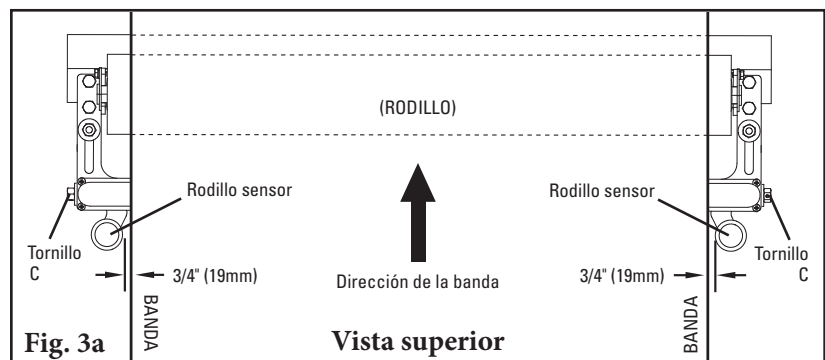 (RODILLO)
Rodillo sensor
Rodillo sensor
Tornillo
C
Tornillo
C
3/4" (19mm)
Dirección de la banda
3/4" (19mm)
BANDA
BANDA
Fig. 3a
Vista superior